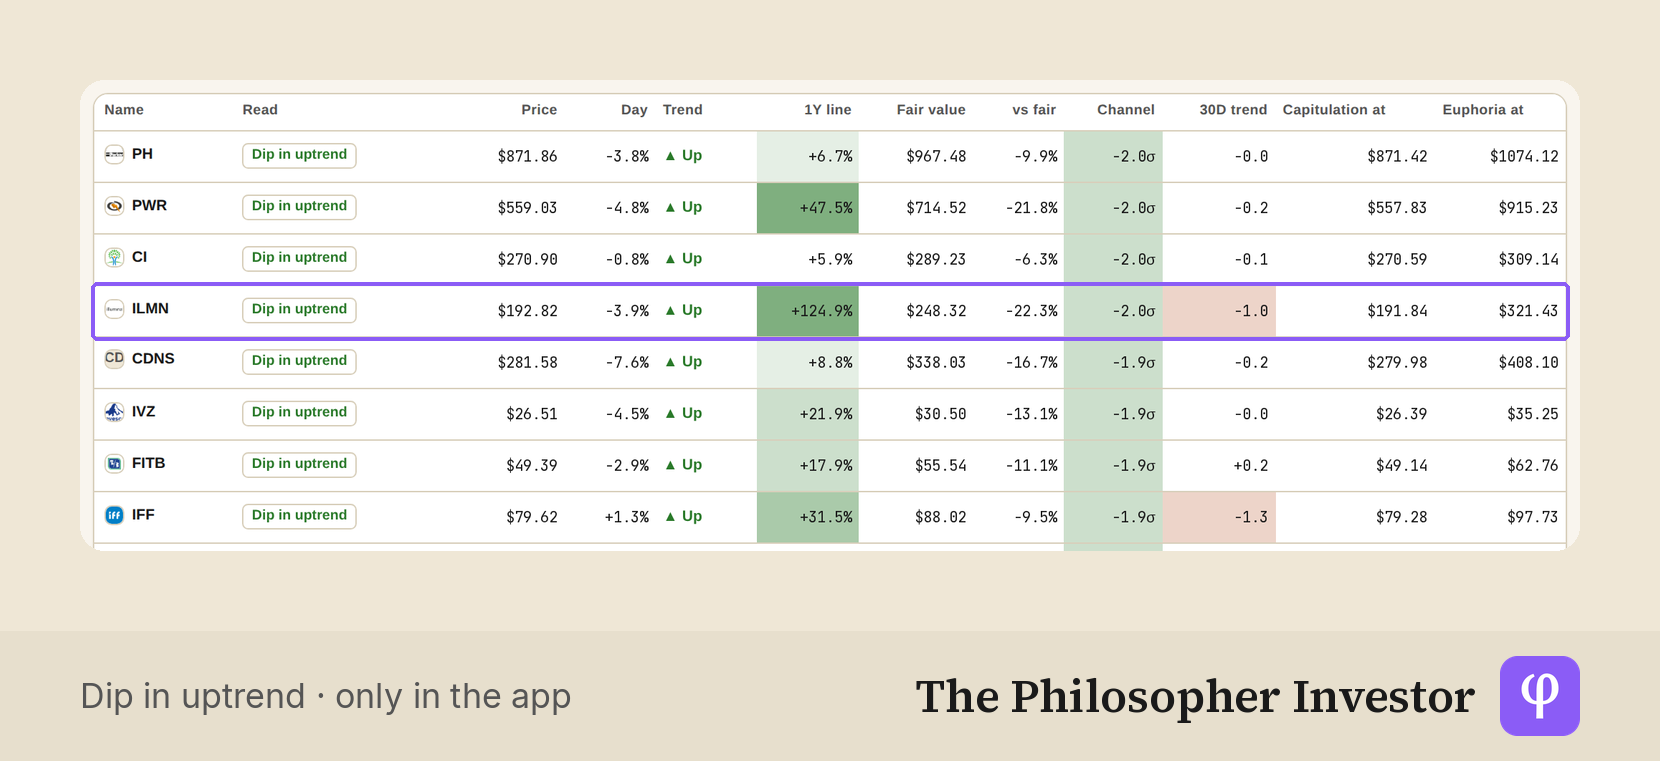 Name Read Price Day Trend 1Y line Fair value vs fair Channel 30D trend Capitulation at Euphoria at
PH Dip in uptrend $871.86 -3.8% ▲ Up +6.7% $967.48 -9.9% -2.0σ -0.0 $871.42 $1074.12
PWR Dip in uptrend $559.03 -4.8% ▲ Up +47.5% $714.52 -21.8% -2.0σ -0.2 $557.83 $915.23
CI Dip in uptrend $270.90 -0.8% ▲ Up +5.9% $289.23 -6.3% -2.0σ -0.1 $270.59 $309.14
ILMN Dip in uptrend $192.82 -3.9% ▲ Up +124.9% $248.32 -22.3% -2.0σ -1.0 $191.84 $321.43
CD CDNS Dip in uptrend $281.58 -7.6% ▲ Up +8.8% $338.03 -16.7% -1.9σ -0.2 $279.98 $408.10
IVZ Dip in uptrend $26.51 -4.5% ▲ Up +21.9% $30.50 -13.1% -1.9σ -0.0 $26.39 $35.25
FITB Dip in uptrend $49.39 -2.9% ▲ Up +17.9% $55.54 -11.1% -1.9σ +0.2 $49.14 $62.76
iff IFF Dip in uptrend $79.62 +1.3% ▲ Up +31.5% $88.02 -9.5% -1.9σ -1.3 $79.28 $97.73
Dip in uptrend · only in the app
The Philosopher Investor φ